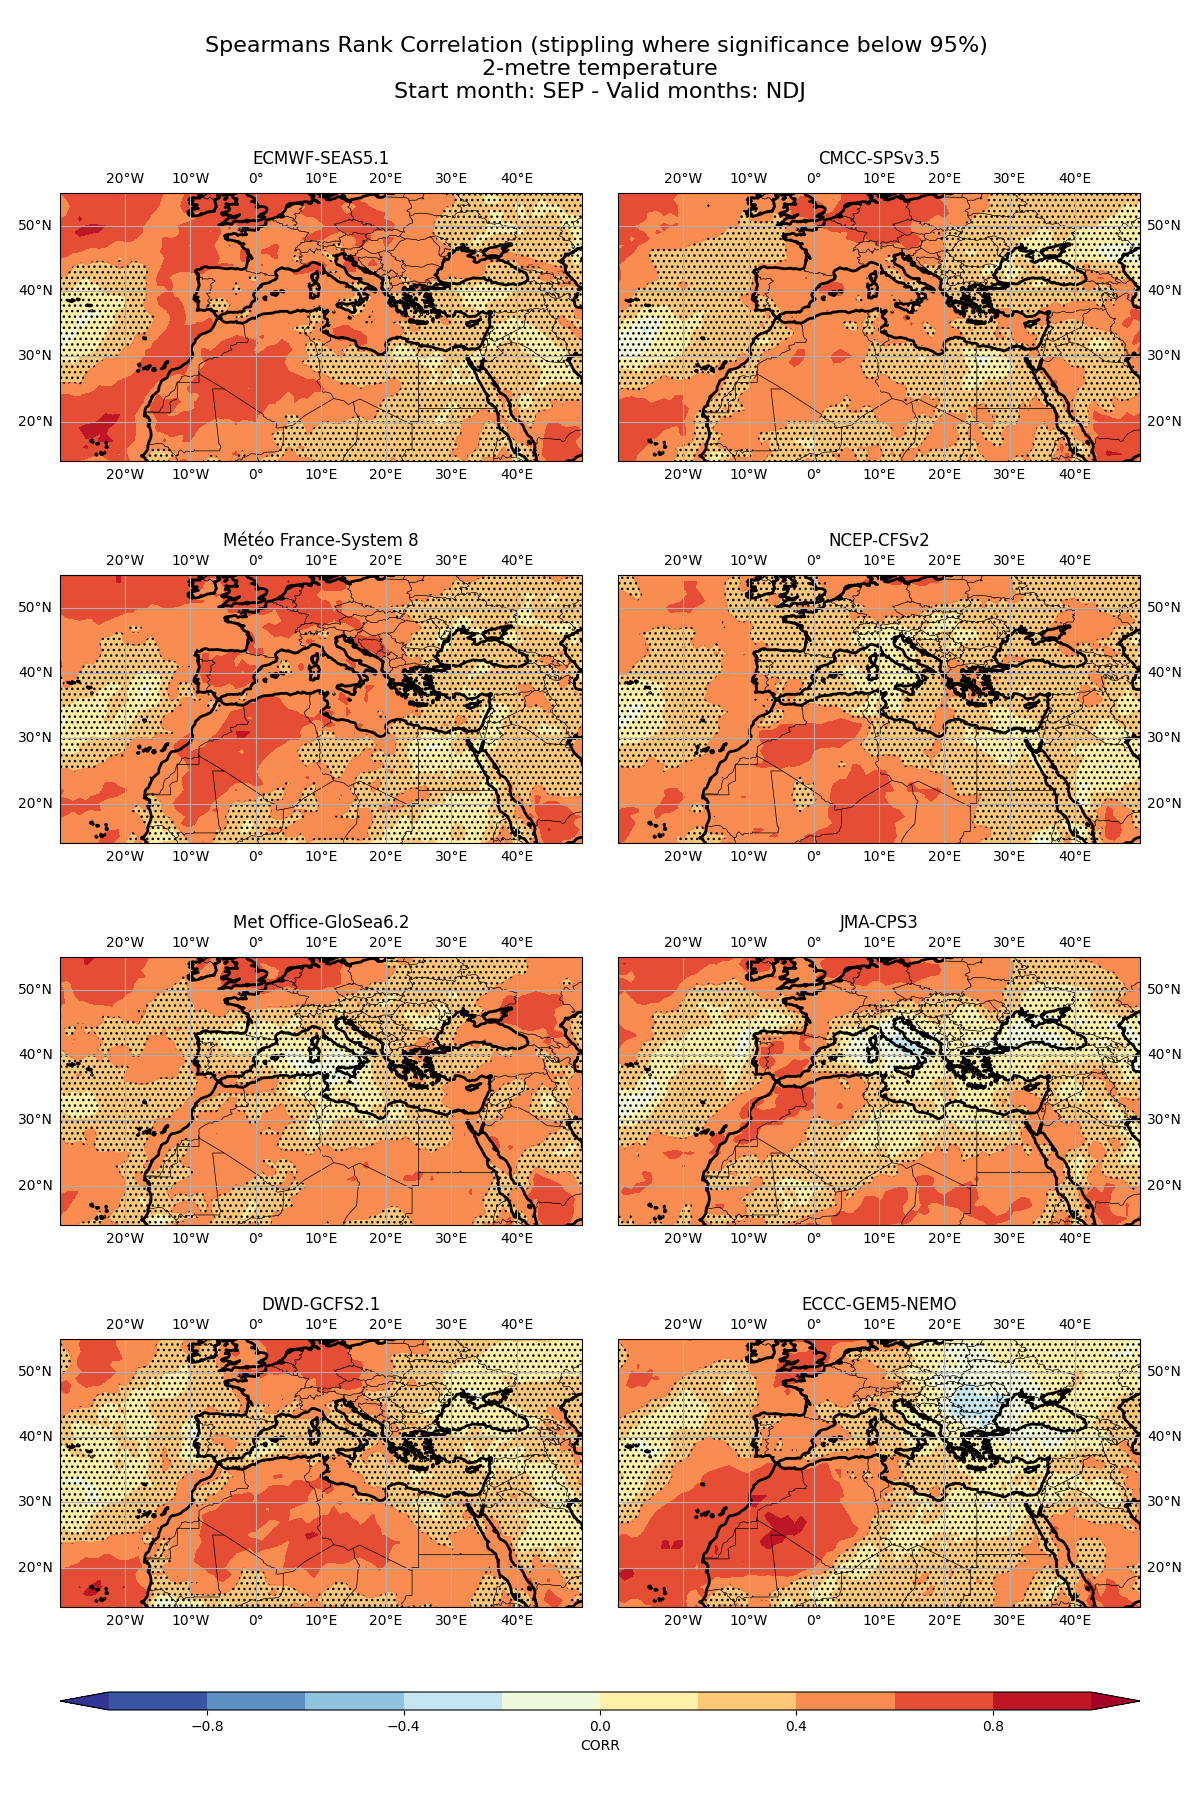 Spearmans Rank Correlation (stippling where significance below 95%)
2-metre temperature
Start month: SEP - Valid months: NDJ
ECMWF-SEAS5.1
20°W 10°W 0° 10°E 20°E 30°E 40°E
50°N
40°N
30°N
20°N
20°W 10°W 0° 10°E 20°E 30°E 40°E
CMCC-SPSv3.5
20°W 10°W 0° 10°E 20°E 30°E 40°E
50°N
40°N
30°N
20°N
20°W 10°W 0° 10°E 20°E 30°E 40°E
Météo France-System 8
20°W 10°W 0° 10°E 20°E 30°E 40°E
50°N
40°N
30°N
20°N
20°W 10°W 0° 10°E 20°E 30°E 40°E
NCEP-CFSv2
20°W 10°W 0° 10°E 20°E 30°E 40°E
50°N
40°N
30°N
20°N
20°W 10°W 0° 10°E 20°E 30°E 40°E
Met Office-GloSea6.2
20°W 10°W 0° 10°E 20°E 30°E 40°E
50°N
40°N
30°N
20°N
20°W 10°W 0° 10°E 20°E 30°E 40°E
JMA-CPS3
20°W 10°W 0° 10°E 20°E 30°E 40°E
50°N
40°N
30°N
20°N
20°W 10°W 0° 10°E 20°E 30°E 40°E
DWD-GCFS2.1
20°W 10°W 0° 10°E 20°E 30°E 40°E
50°N
40°N
30°N
20°N
20°W 10°W 0° 10°E 20°E 30°E 40°E
ECCC-GEM5-NEMO
20°W 10°W 0° 10°E 20°E 30°E 40°E
50°N
40°N
30°N
20°N
20°W 10°W 0° 10°E 20°E 30°E 40°E
−0.8 −0.4 0.0 0.4 0.8
CORR